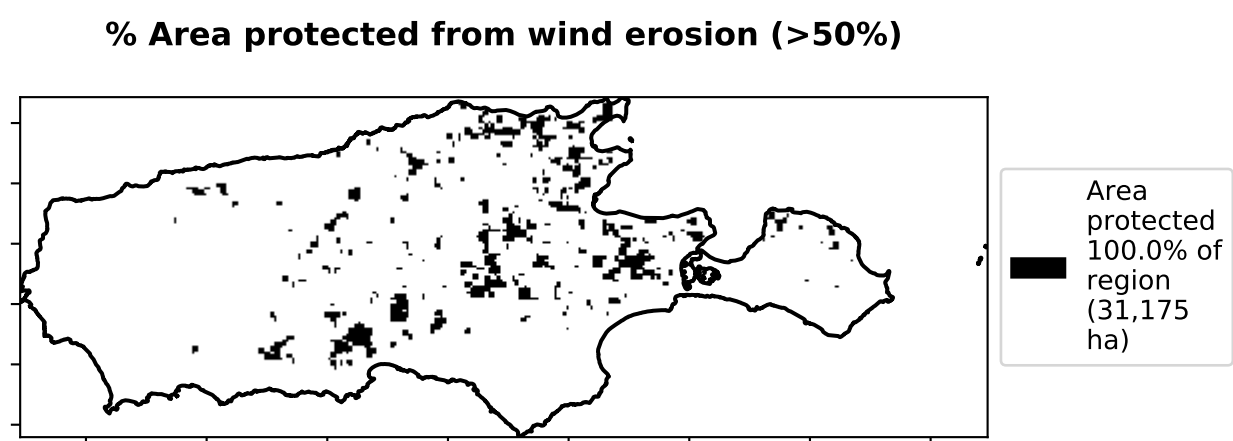 % Area protected from wind erosion (>50%)
Area
protected
100.0% of
region
(31,175
ha)